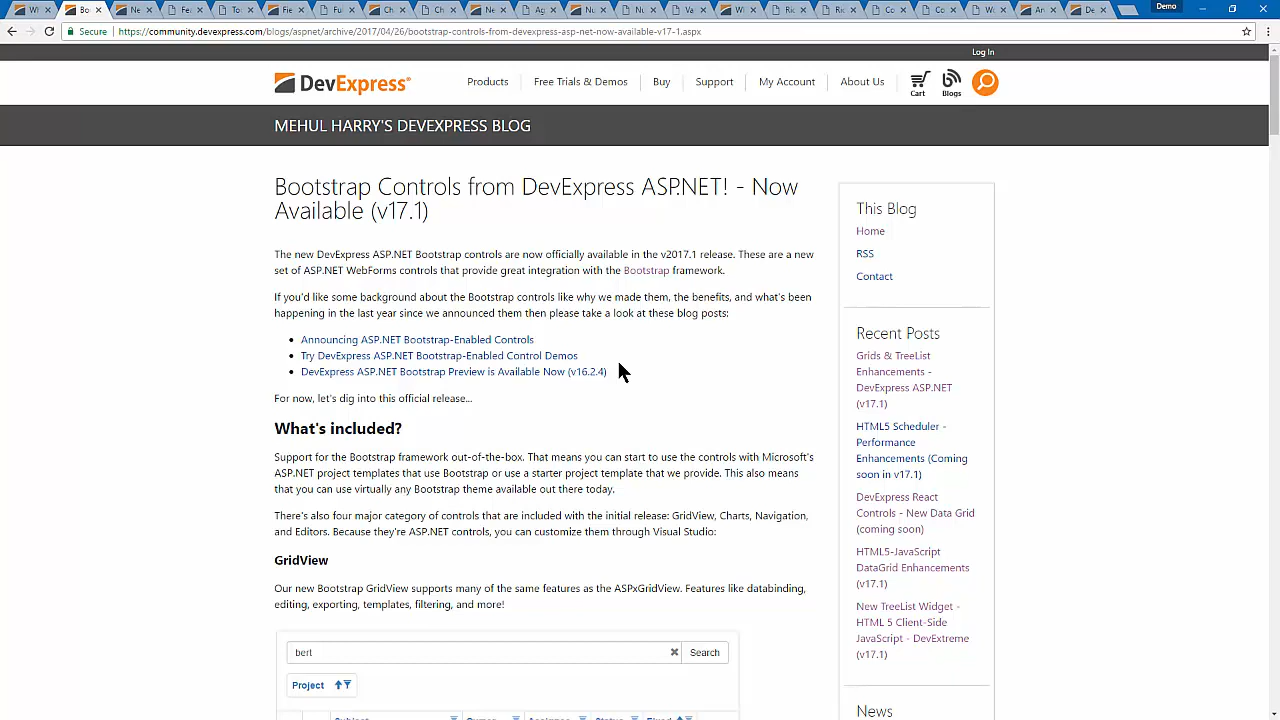 Demo
Secure
https://community.devexpress.com/blogs/aspnet/archive/2017/04/26/bootstrap-controls-from-devexpress-asp-net-now-available-v17-1.aspx
Log In
DevExpress
Products
Free Trials & Demos
Buy
Support
My Account
About Us
Cart
Blogs
MEHUL HARRY'S DEVEXPRESS BLOG
Bootstrap Controls from DevExpress ASP.NET! - Now
Available (v17.1)
The new DevExpress ASP.NET Bootstrap controls are now officially available in the v2017.1 release. These are a new
set of ASP.NET WebForms controls that provide great integration with the Bootstrap framework.
If you'd like some background about the Bootstrap controls like why we made them, the benefits, and what's been
happening in the last year since we announced them then please take a look at these blog posts:
Announcing ASP.NET Bootstrap-Enabled Controls
Try DevExpress ASP.NET Bootstrap-Enabled Control Demos
DevExpress ASP.NET Bootstrap Preview is Available Now (v16.2.4)
For now, let's dig into this official release...
What's included?
Support for the Bootstrap framework out-of-the-box. That means you can start to use the controls with Microsoft's
ASP.NET project templates that use Bootstrap or use a starter project template that we provide. This also means
that you can use virtually any Bootstrap theme available out there today.
There's also four major category of controls that are included with the initial release: GridView, Charts, Navigation,
and Editors. Because they're ASP.NET controls, you can customize them through Visual Studio:
GridView
Our new Bootstrap GridView supports many of the same features as the ASPxGridView. Features like databinding,
editing, exporting, templates, filtering, and more!
bert
Search
Project
This Blog
Home
RSS
Contact
Recent Posts
Grids & TreeList
Enhancements -
DevExpress ASP.NET
(v17.1)
HTML5 Scheduler -
Performance
Enhancements (Coming
soon in v17.1)
DevExpress React
Controls - New Data Grid
(coming soon)
HTML5-JavaScript
DataGrid Enhancements
(v17.1)
New TreeList Widget -
HTML 5 Client-Side
JavaScript - DevExtreme
(v17.1)
News